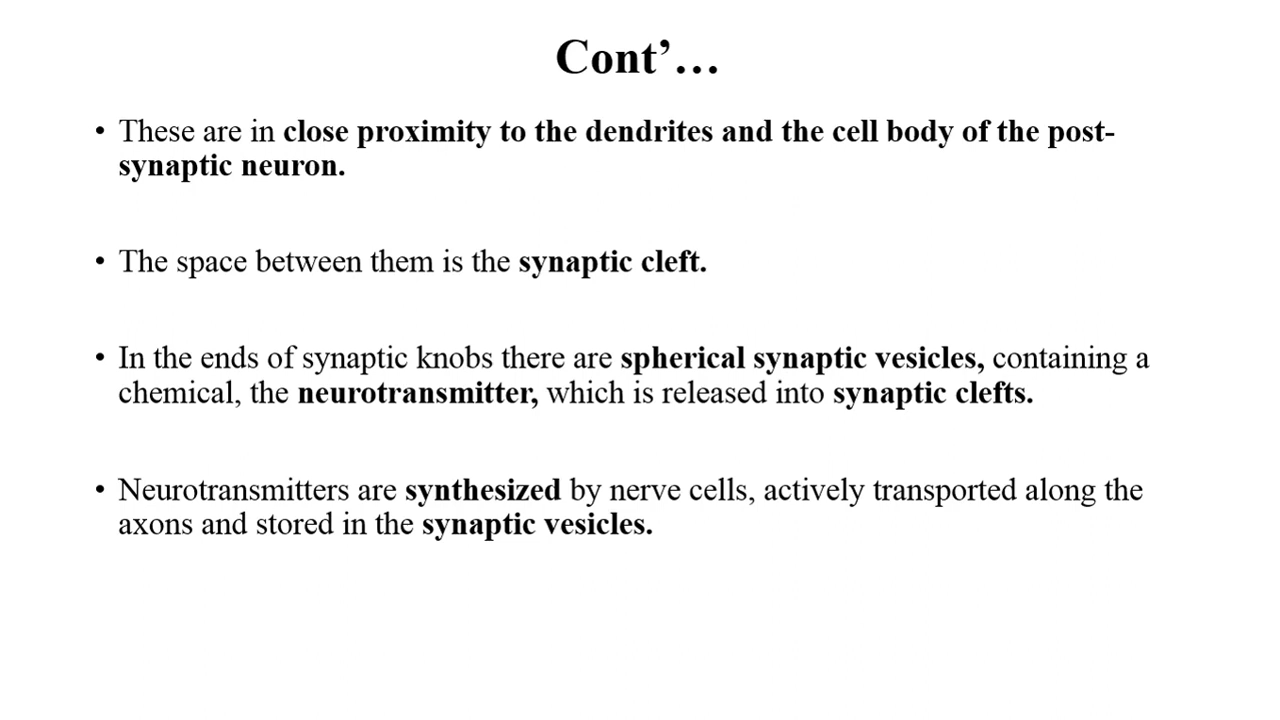 Cont’…
• These are in close proximity to the dendrites and the cell body of the post-
synaptic neuron.
• The space between them is the synaptic cleft.
• In the ends of synaptic knobs there are spherical synaptic vesicles, containing a
chemical, the neurotransmitter, which is released into synaptic clefts.
• Neurotransmitters are synthesized by nerve cells, actively transported along the
axons and stored in the synaptic vesicles.